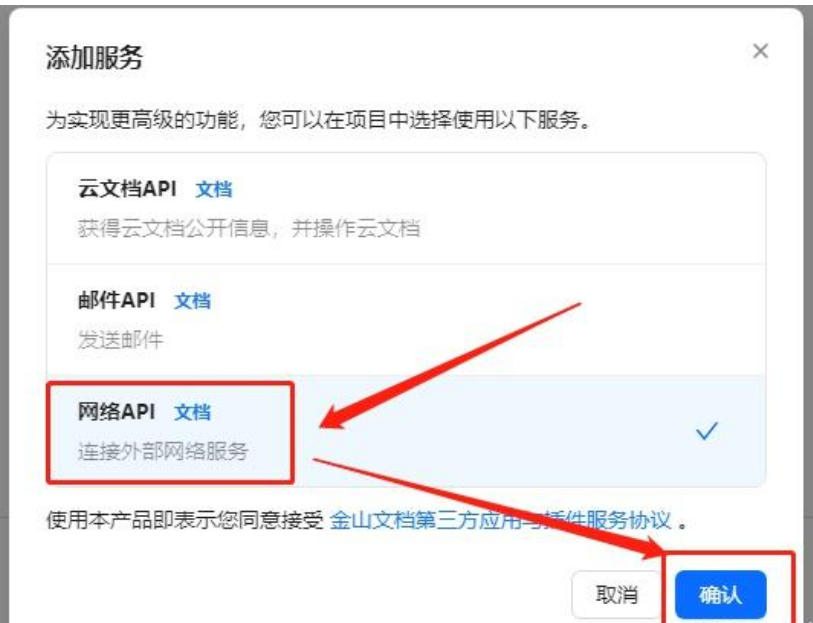 添加服务
为实现更高级的功能，您可以在项目中选择使用以下服务。
云文档API 文档
获得云文档公开信息，并操作云文档
邮件API 文档
发送邮件
网络API 文档
连接外部网络服务
使用本产品即表示您同意接受 金山文档第三方应用与插件服务协议 。
取消 确认